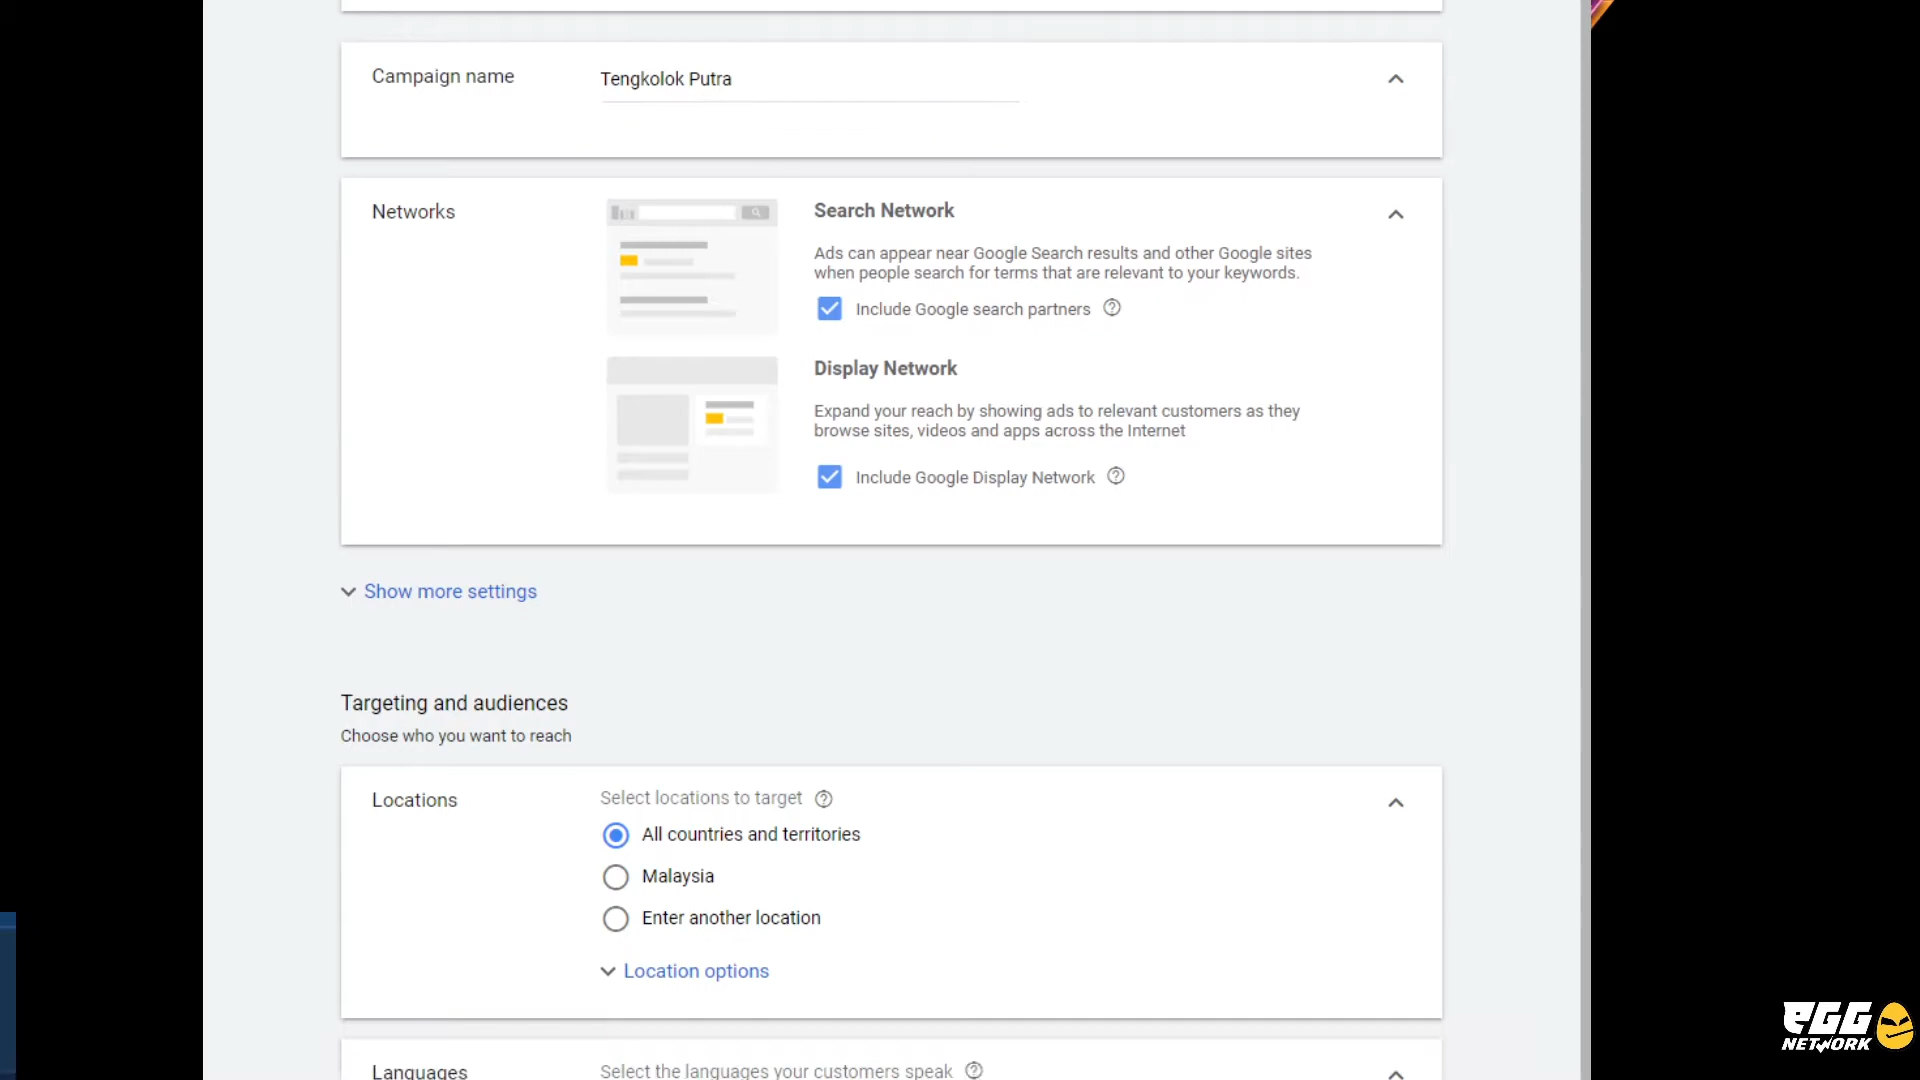 Campaign name
Tengkolok Putra
Networks
Search Network
Ads can appear near Google Search results and other Google sites
when people search for terms that are relevant to your keywords.
Include Google search partners
Display Network
Expand your reach by showing ads to relevant customers as they
browse sites, videos and apps across the Internet
Include Google Display Network
Show more settings
Targeting and audiences
Choose who you want to reach
Locations
Select locations to target
All countries and territories
Malaysia
Enter another location
Location options
Languages
Select the languages your customers speak
EGG
NETWORK